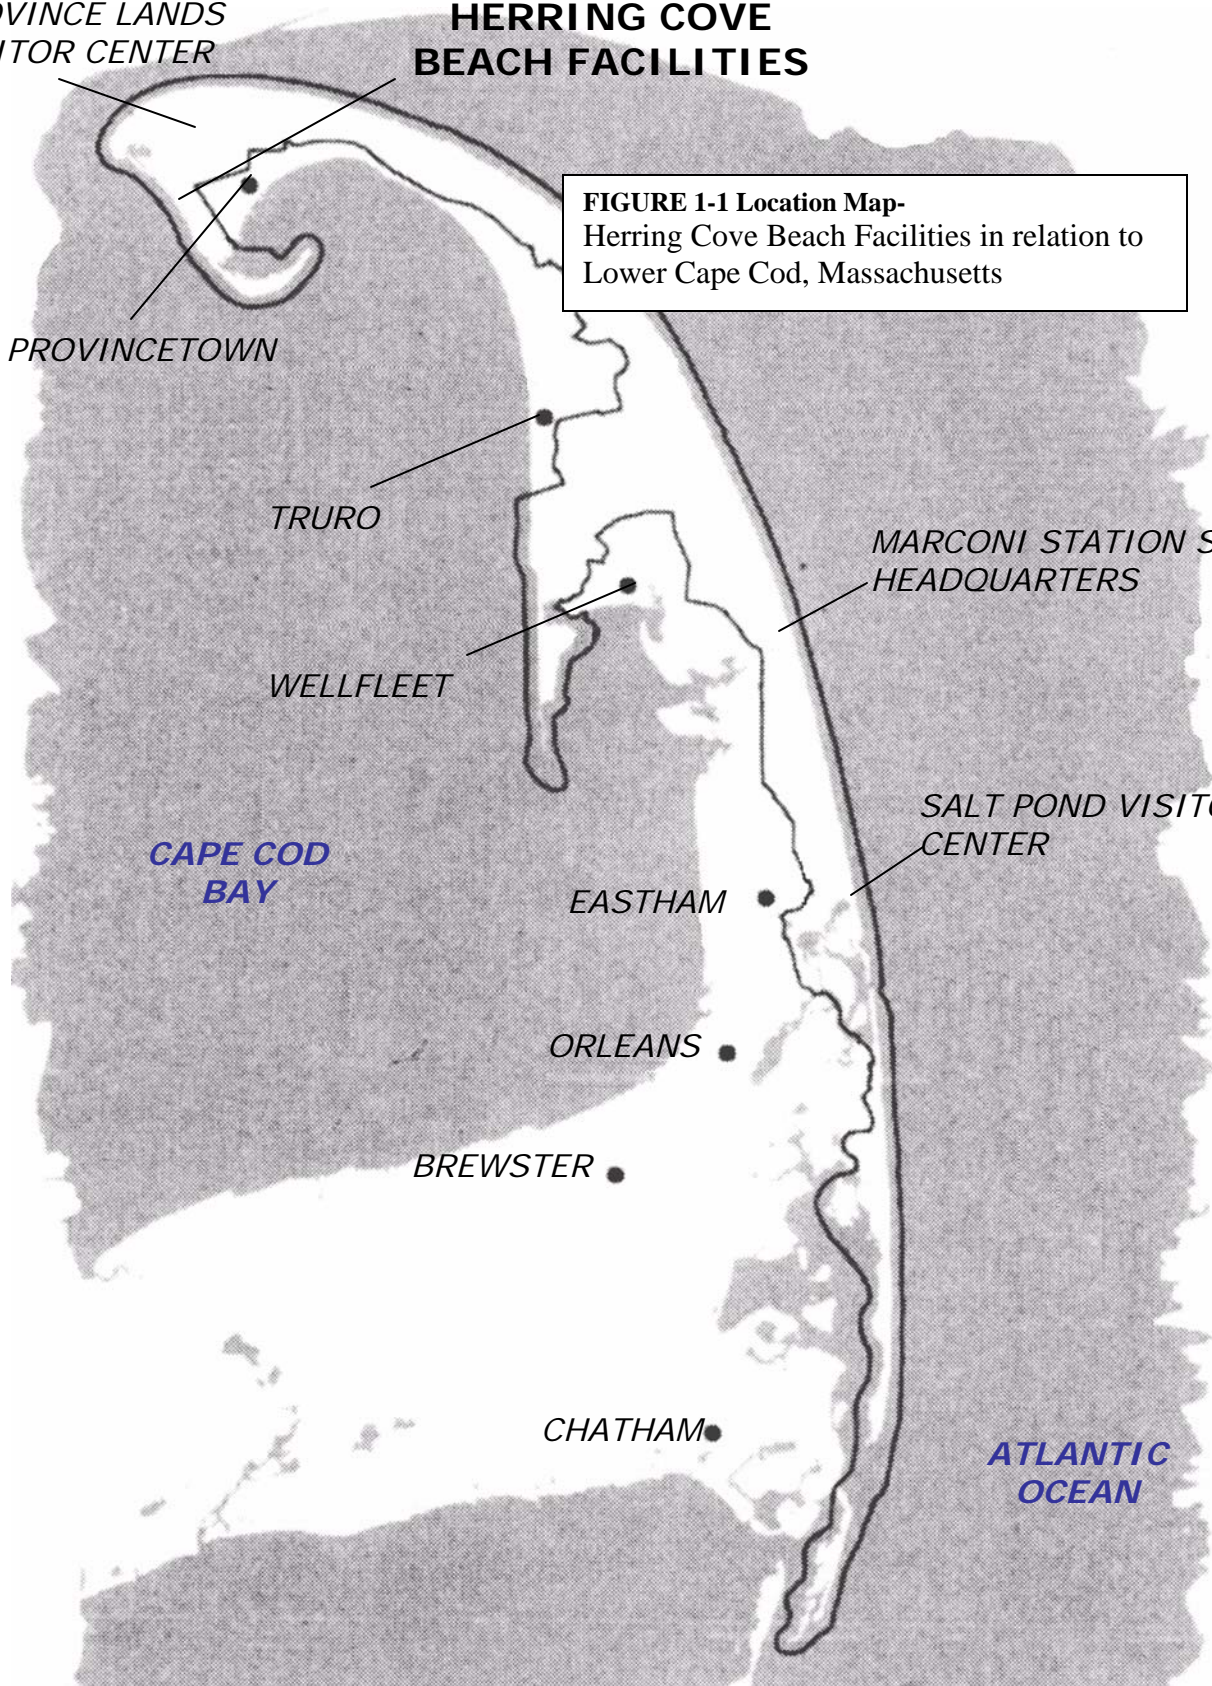 OVINCE LANDS
ITOR CENTER
HERRING COVE
BEACH FACILITIES
FIGURE 1-1 Location Map-
Herring Cove Beach Facilities in relation to
Lower Cape Cod, Massachusetts
PROVINCETOWN
TRURO
MARCONI STATION S
HEADQUARTERS
WELLFLEET
SALT POND VISITO
CENTER
CAPE COD
BAY
EASTHAM
ORLEANS
BREWSTER
CHATHAM
ATLANTIC
OCEAN